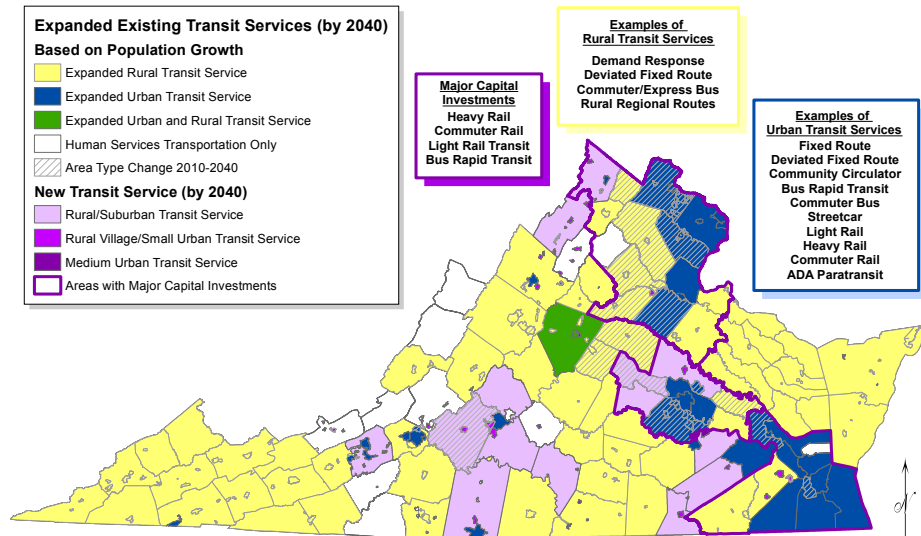 Expanded Existing Transit Services (by 2040)
Based on Population Growth
Expanded Rural Transit Service
Expanded Urban Transit Service
Expanded Urban and Rural Transit Service
Human Services Transportation Only
Area Type Change 2010-2040
New Transit Service (by 2040)
Rural/Suburban Transit Service
Rural Village/Small Urban Transit Service
Medium Urban Transit Service
Areas with Major Capital Investments
Major Capital
Investments
Heavy Rail
Commuter Rail
Light Rail Transit
Bus Rapid Transit
Examples of
Rural Transit Services
Demand Response
Deviated Fixed Route
Commuter/Express Bus
Rural Regional Routes
Examples of
Urban Transit Services
Fixed Route
Deviated Fixed Route
Community Circulator
Bus Rapid Transit
Commuter Bus
Streetcar
Light Rail
Heavy Rail
Commuter Rail
ADA Paratransit
N